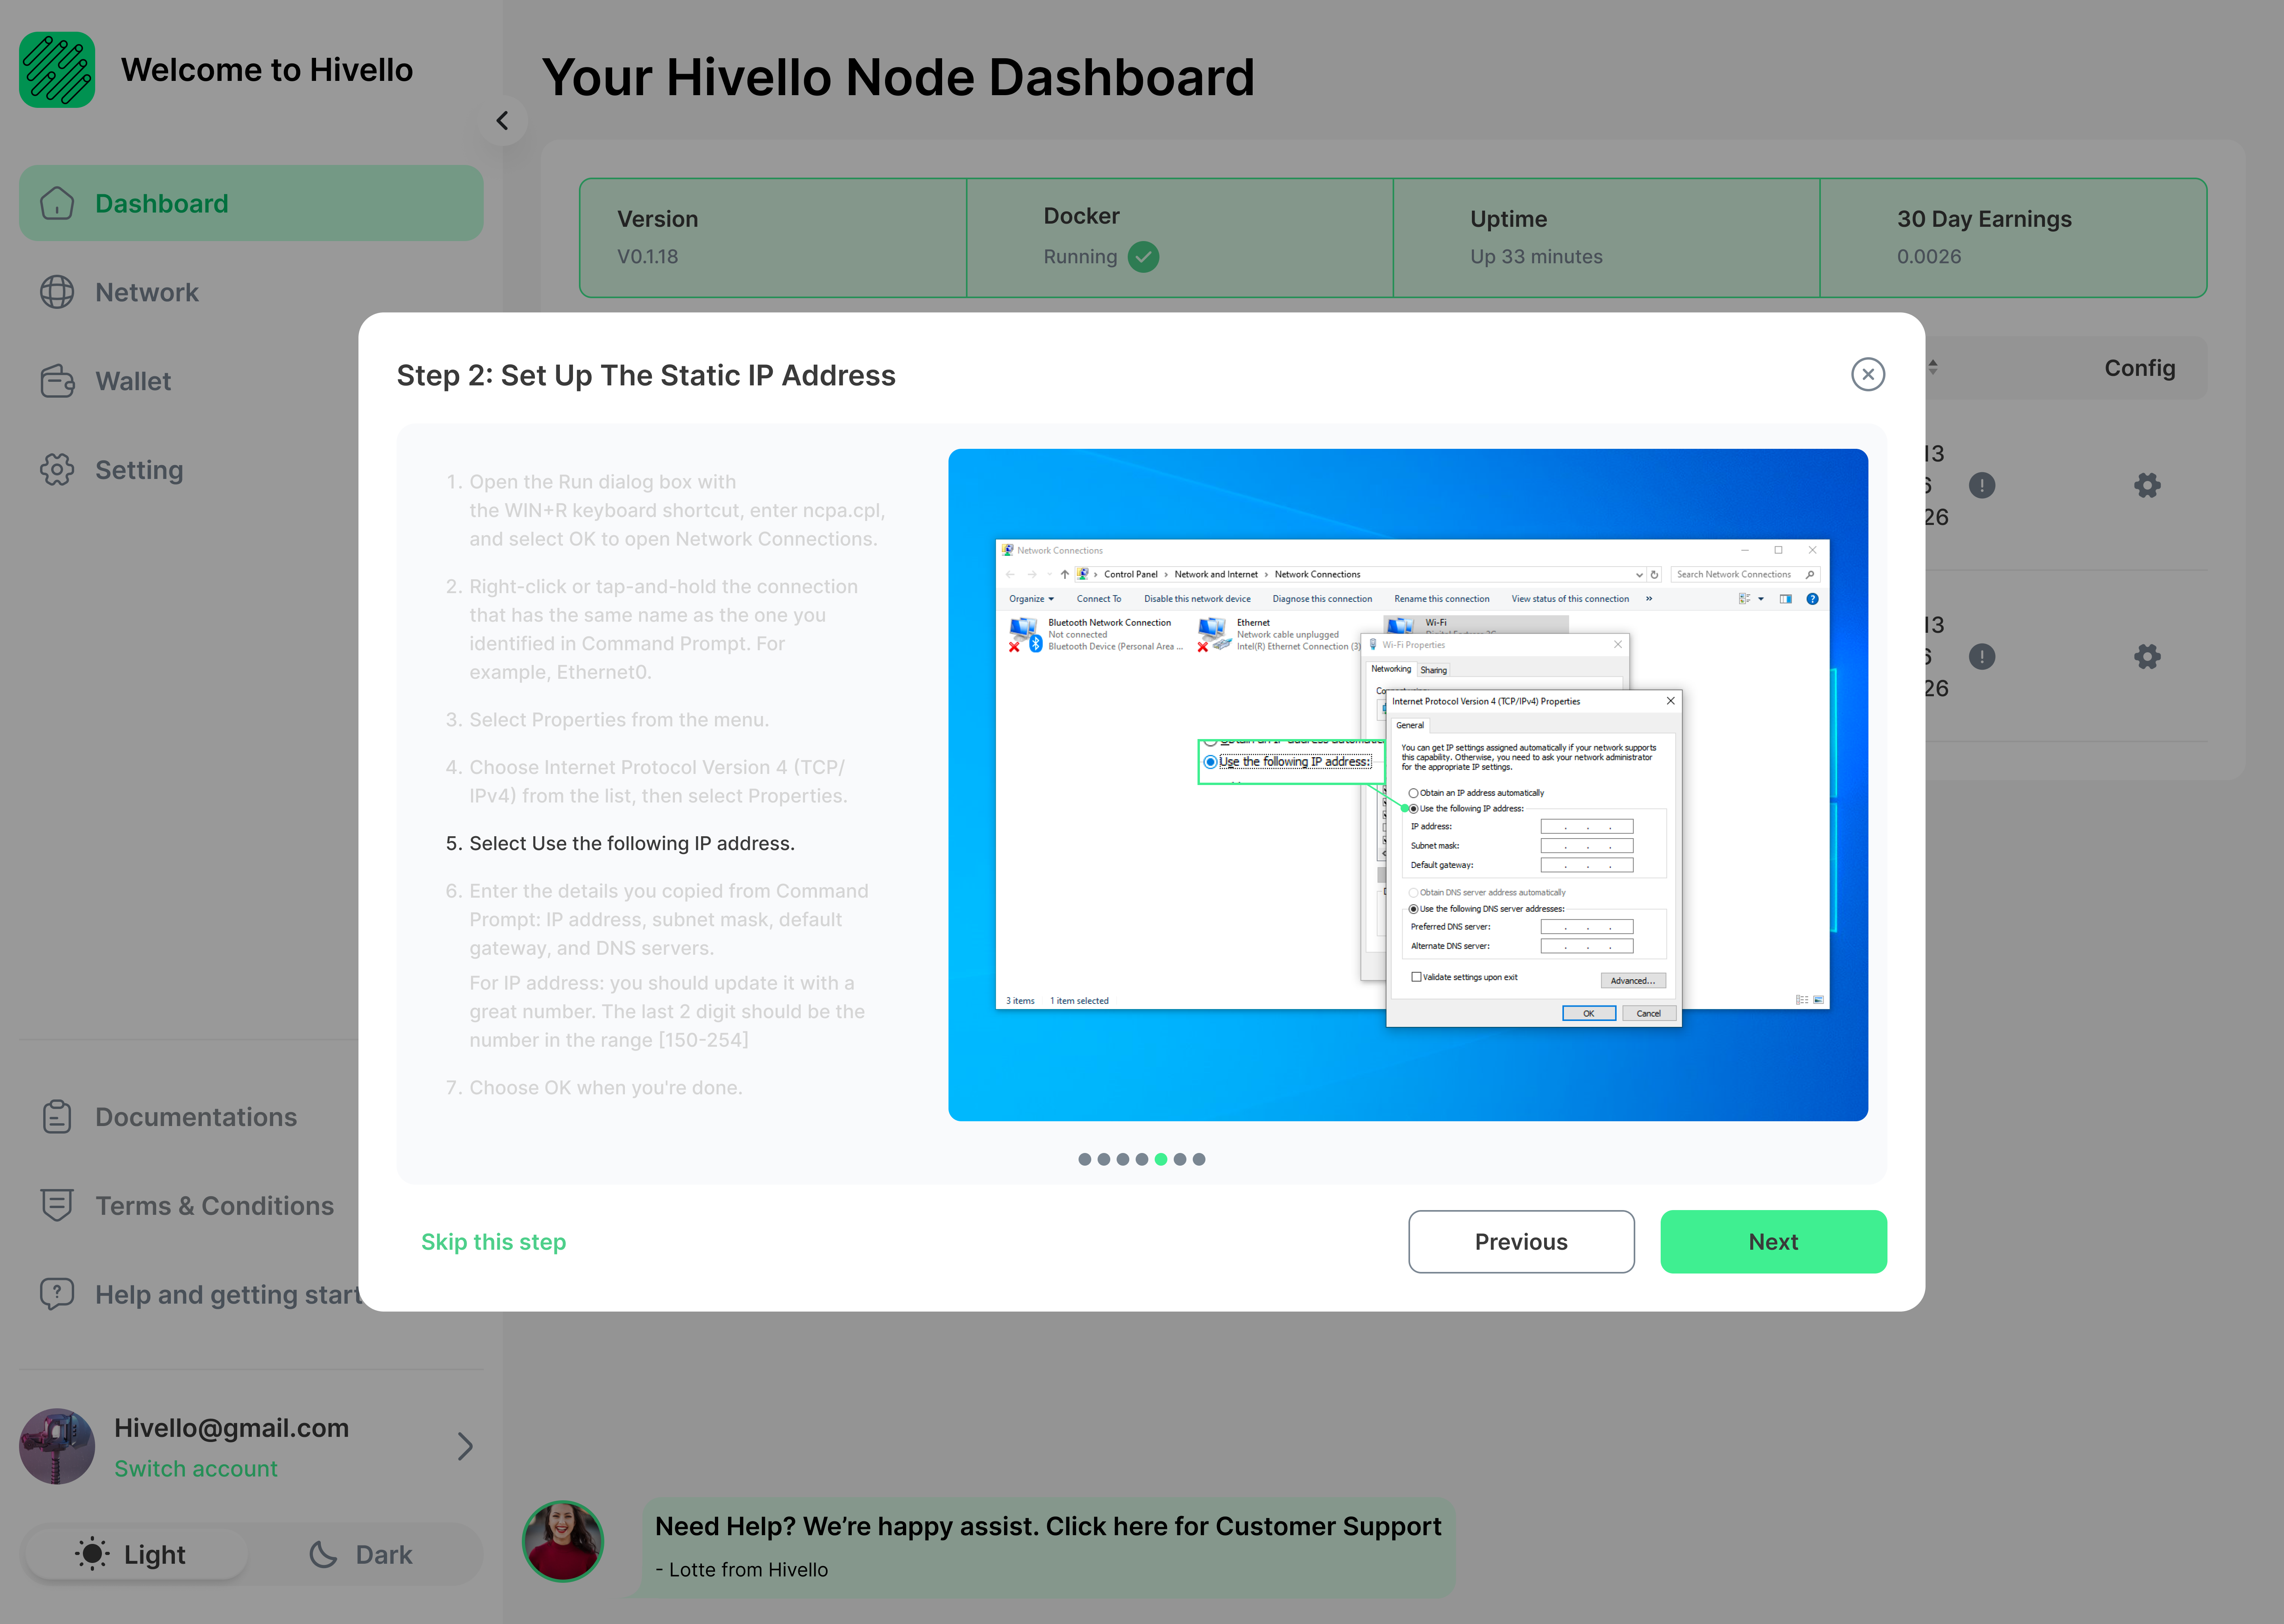 Welcome to Hivello
Dashboard
Network
Wallet
Setting
Documentations
Terms & Conditions
Help and getting start
Hivello@gmail.com
Switch account
Light
Dark
Your Hivello Node Dashboard
Version
V0.1.18
Docker
Running
Uptime
Up 33 minutes
30 Day Earnings
0.0026
Config
13
6
26
13
6
26
Step 2: Set Up The Static IP Address
1. Open the Run dialog box with
the WIN+R keyboard shortcut, enter ncpa.cpl,
and select OK to open Network Connections.
2. Right-click or tap-and-hold the connection
that has the same name as the one you
identified in Command Prompt. For
example, Ethernet0.
3. Select Properties from the menu.
4. Choose Internet Protocol Version 4 (TCP/
IPv4) from the list, then select Properties.
5. Select Use the following IP address.
6. Enter the details you copied from Command
Prompt: IP address, subnet mask, default
gateway, and DNS servers.
For IP address: you should update it with a
great number. The last 2 digit should be the
number in the range [150-254]
7. Choose OK when you're done.
Network Connections
Control Panel > Network and Internet > Network Connections
Search Network Connections
Organize
Connect To
Disable this network device
Diagnose this connection
Rename this connection
View status of this connection
»
Bluetooth Network Connection
Not connected
Bluetooth Device (Personal Area ...
Ethernet
Network cable unplugged
Intel(R) Ethernet Connection (3)
Wi-Fi
Wi-Fi Properties
Networking
Sharing
Internet Protocol Version 4 (TCP/IPv4) Properties
General
You can get IP settings assigned automatically if your network supports
this capability. Otherwise, you need to ask your network administrator
for the appropriate IP settings.
Use the following IP address:
Obtain an IP address automatically
Use the following IP address:
IP address:
Subnet mask:
Default gateway:
Obtain DNS server address automatically
Use the following DNS server addresses:
Preferred DNS server:
Alternate DNS server:
Validate settings upon exit
Advanced...
OK
Cancel
3 items
1 item selected
Skip this step
Previous
Next
Need Help? We’re happy assist. Click here for Customer Support
- Lotte from Hivello